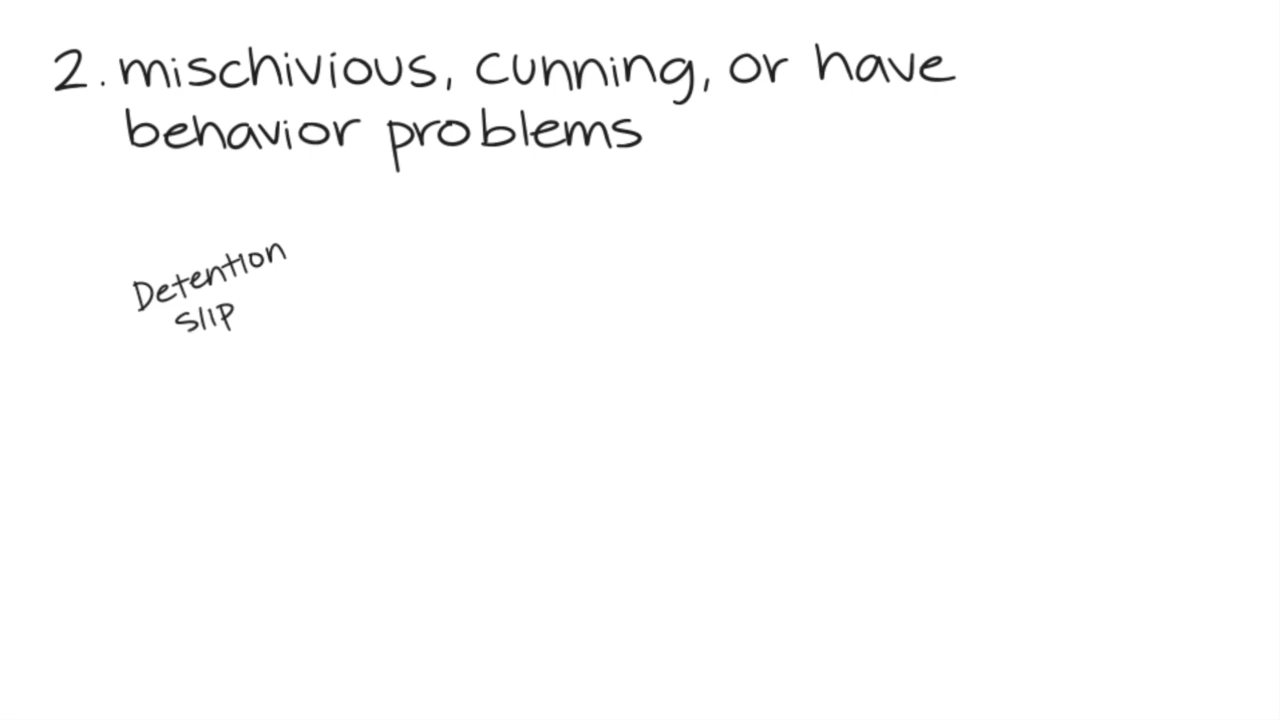 2. mischivious, cunning, or have
behavior problems
Detention
slip